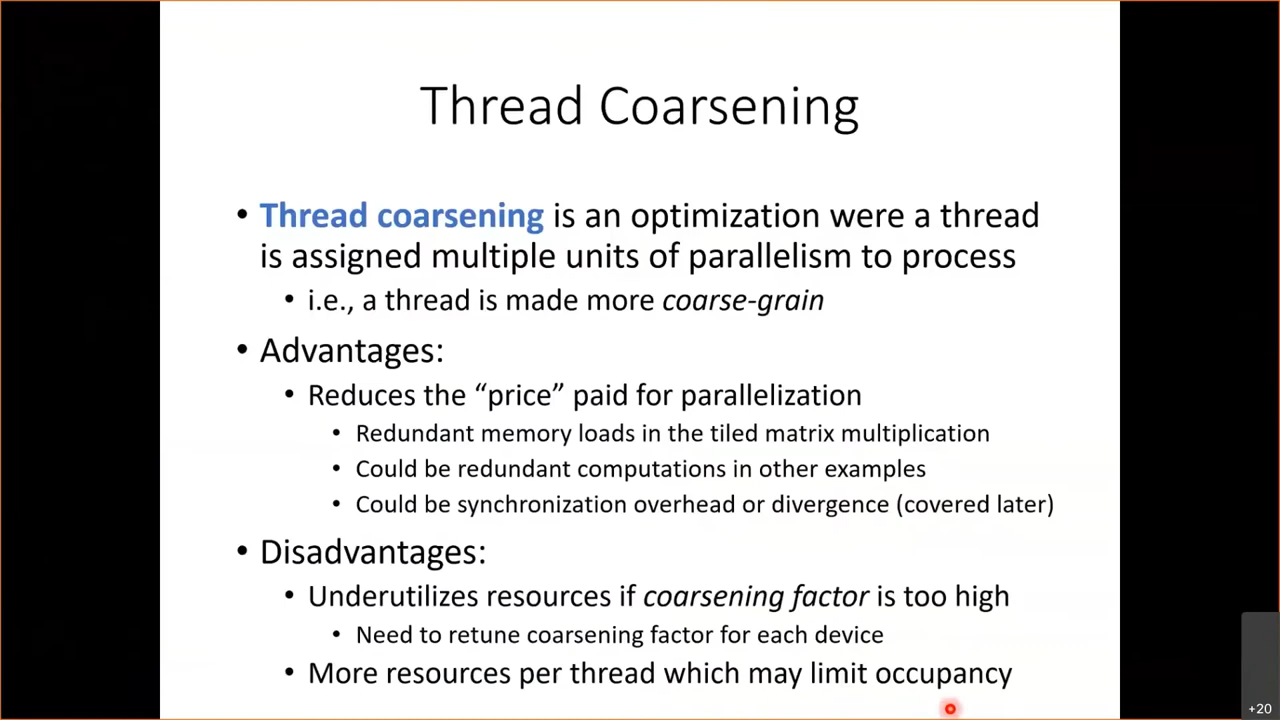 Thread Coarsening
• Thread coarsening is an optimization were a thread
is assigned multiple units of parallelism to process
• i.e., a thread is made more coarse-grain
• Advantages:
• Reduces the “price” paid for parallelization
• Redundant memory loads in the tiled matrix multiplication
• Could be redundant computations in other examples
• Could be synchronization overhead or divergence (covered later)
• Disadvantages:
• Underutilizes resources if coarsening factor is too high
• Need to retune coarsening factor for each device
• More resources per thread which may limit occupancy
+20